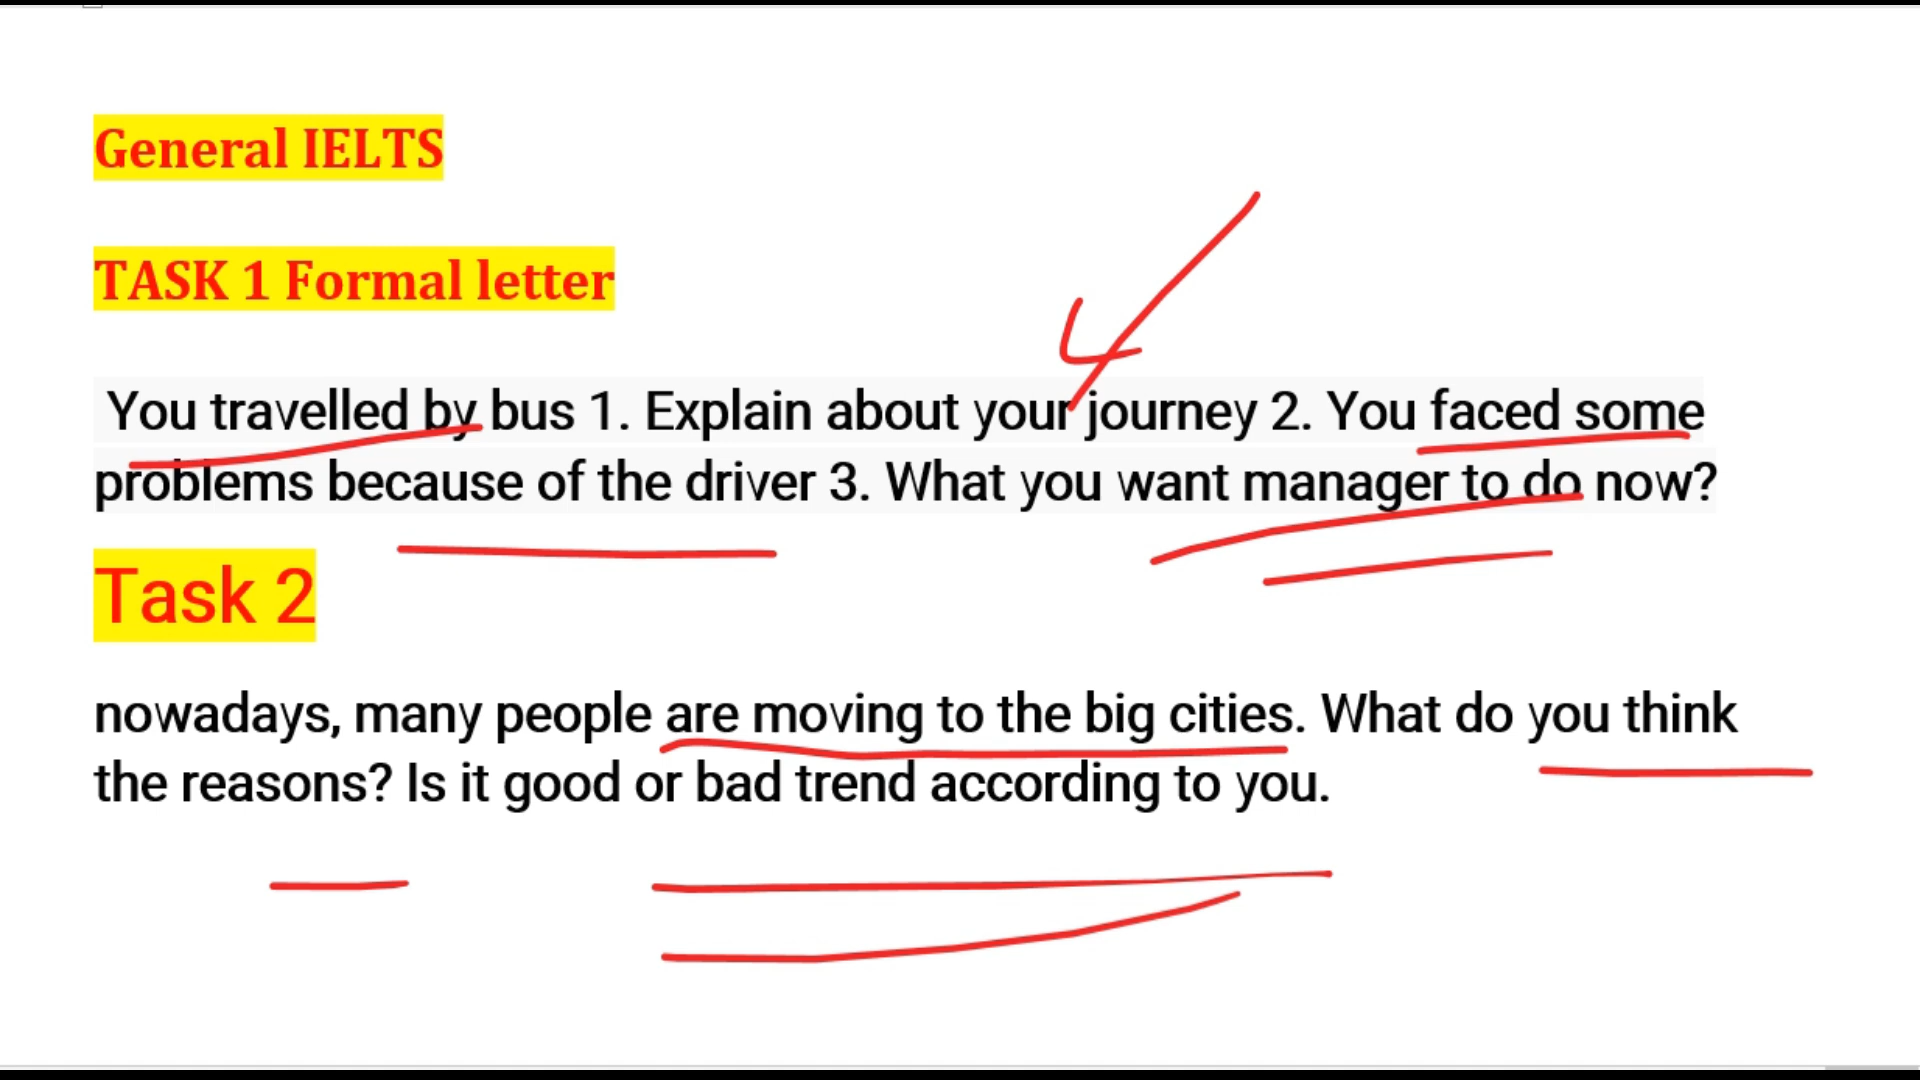 General IELTS
TASK 1 Formal letter
You travelled by bus 1. Explain about your journey 2. You faced some
problems because of the driver 3. What you want manager to do now?
Task 2
nowadays, many people are moving to the big cities. What do you think
the reasons? Is it good or bad trend according to you.